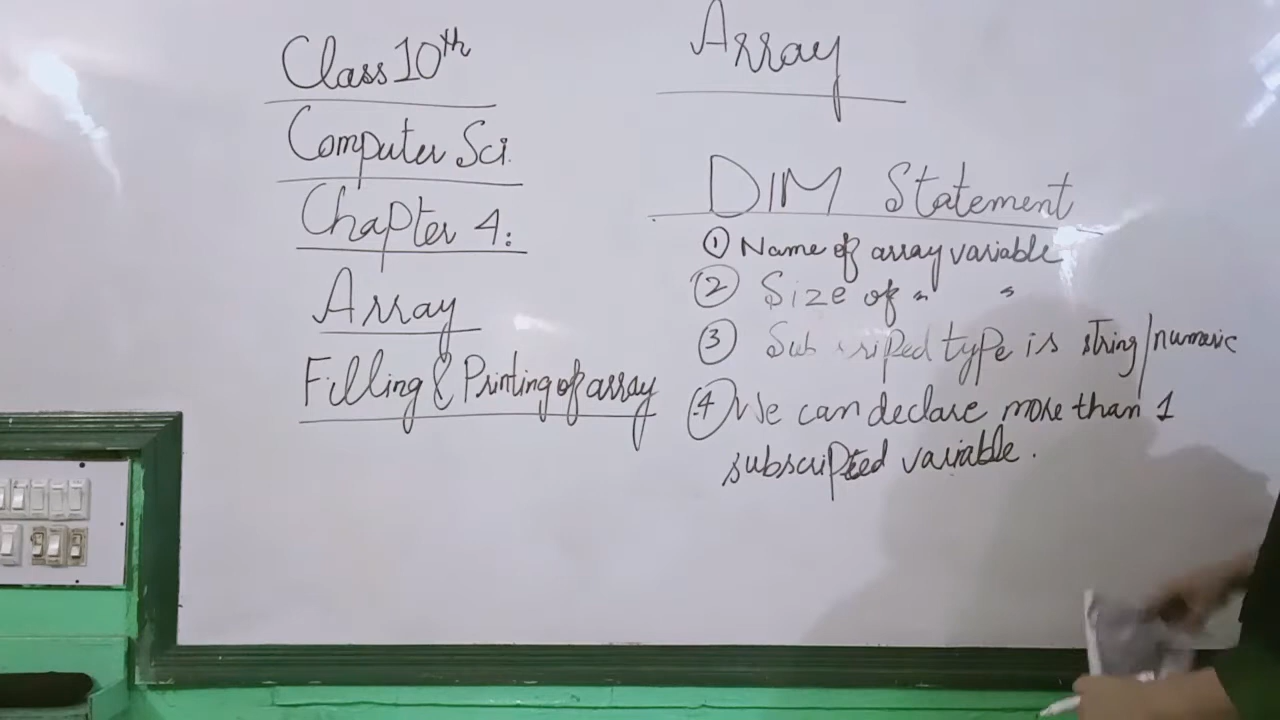 Class 10th
Computer Sci.
Chapter 4:
Array
Filling & Printing of array
Array
DIM Statement
① Name of array variable
② Size of " "
③ Sub riped type is string/numeric
④ We can declare more than 1
subscripted variable.